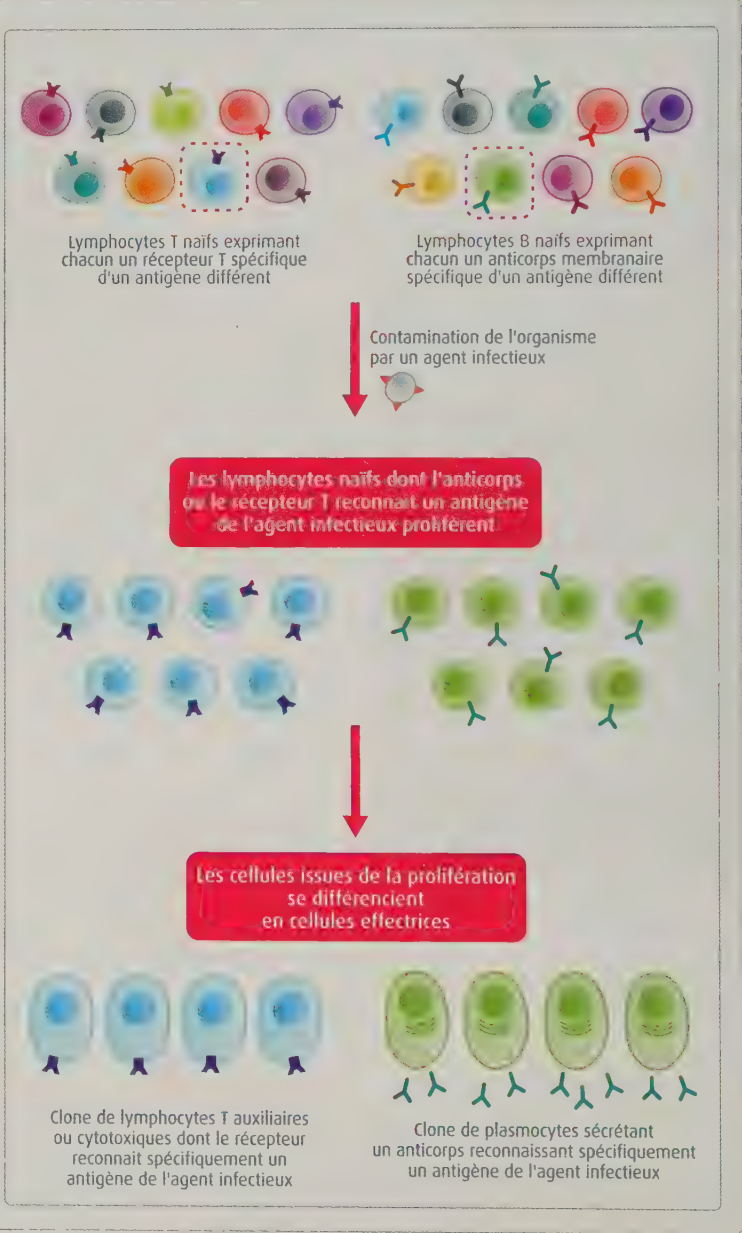 Lymphocytes T naïfs exprimant
chacun un récepteur T spécifique
d'un antigène différent
Lymphocytes B naïfs exprimant
chacun un anticorps membranaire
spécifique d'un antigène différent
Contamination de l'organisme
par un agent infectieux
Les lymphocytes naïfs dont l'anticorps
ou le récepteur T reconnait un antigène
de l'agent infectieux prolifèrent
Les cellules issues de la prolifération
se différencient
en cellules effectrices
Clone de lymphocytes T auxiliaires
ou cytotoxiques dont le récepteur
reconnait spécifiquement un
antigène de l'agent infectieux
Clone de plasmocytes sécrétant
un anticorps reconnaissant spécifiquement
un antigène de l'agent infectieux